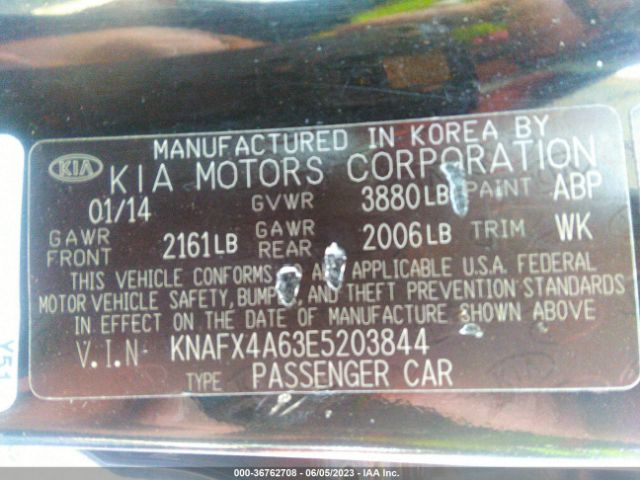 MANUFACTURED IN KOREA BY
KIA KIA MOTORS CORPORATION
01/14 GVWR 3880LB PAINT ABP
GAWR FRONT 2161LB GAWR REAR 2006LB TRIM WK
THIS VEHICLE CONFORMS ALL APPLICABLE U.S.A. FEDERAL
MOTOR VEHICLE SAFETY, BUMPER, AND THEFT PREVENTION STANDARDS
IN EFFECT ON THE DATE OF MANUFACTURE SHOWN ABOVE
V.I.N KNAFX4A63E5203844
TYPE PASSENGER CAR
Y51
000-36762708 - 06/05/2023 - IAA Inc.